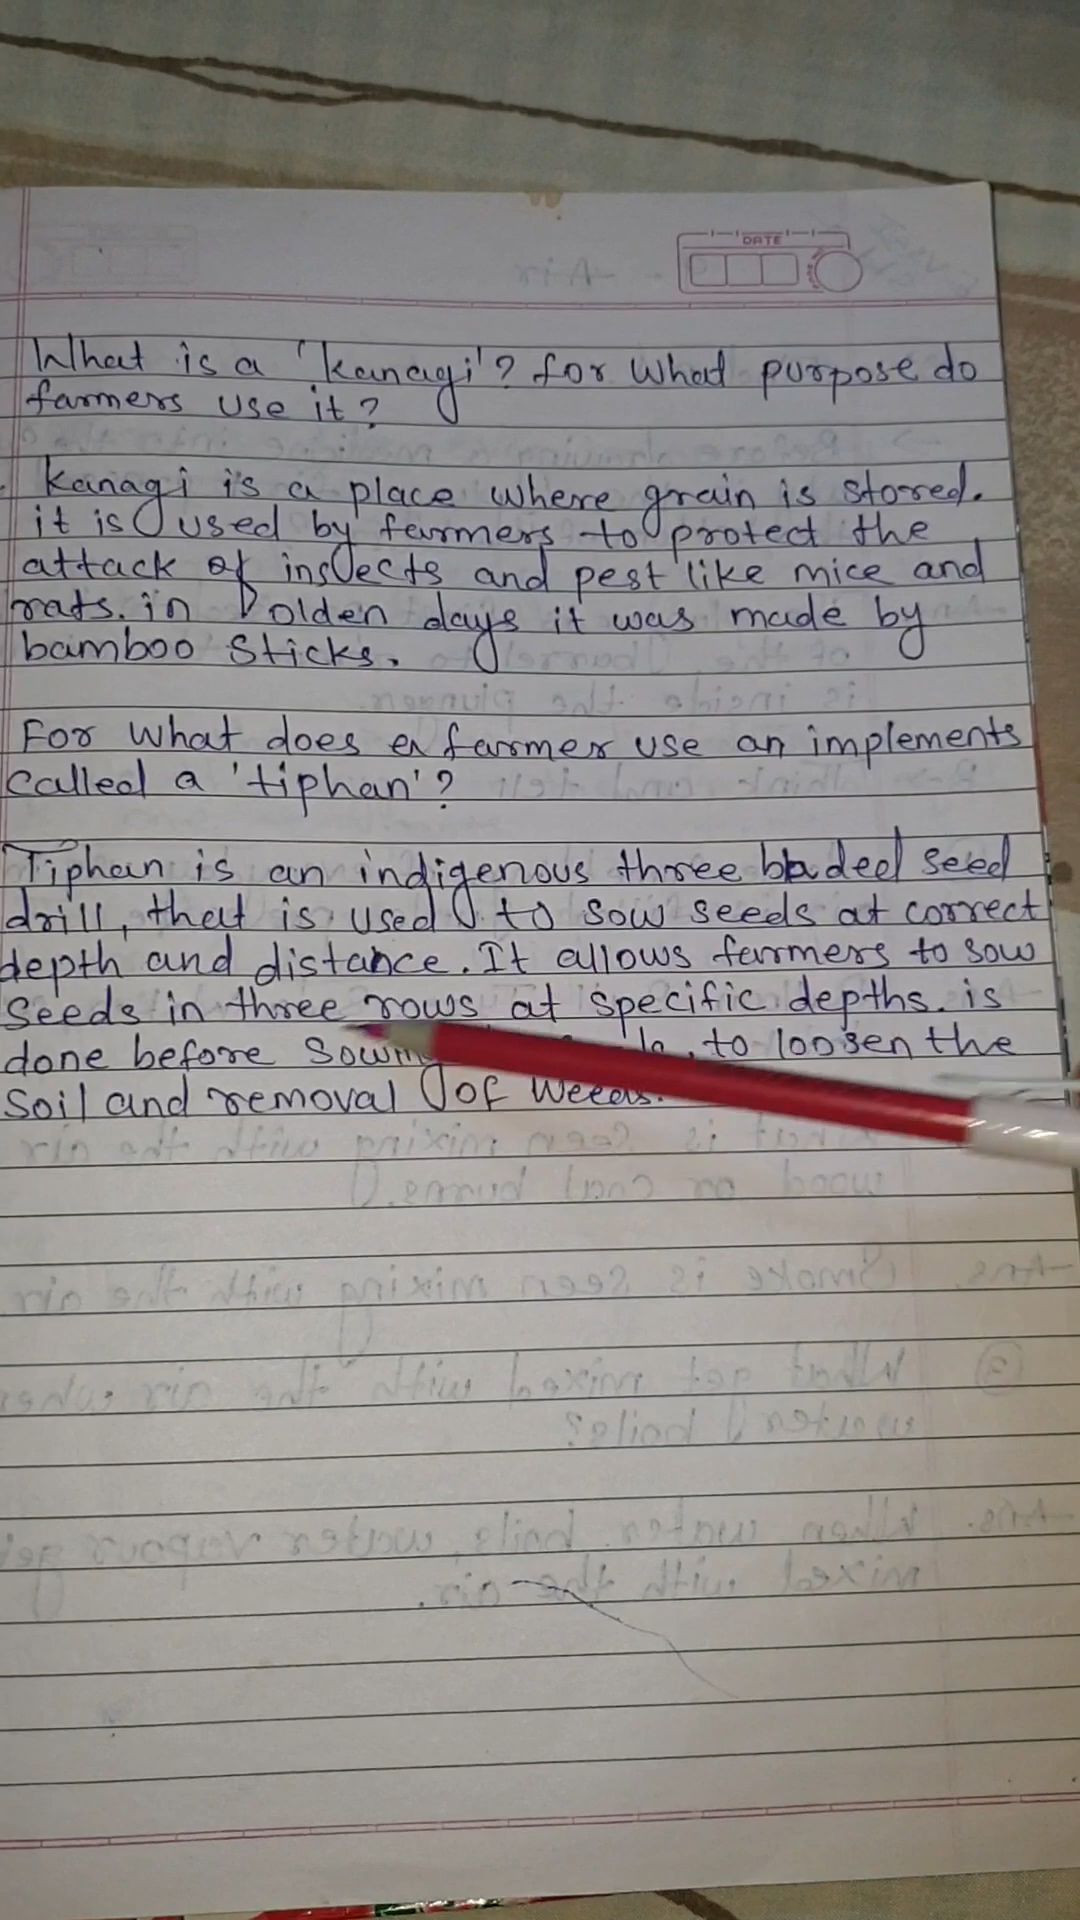 DATE
What is a 'kanagi'? for what purpose do
farmers use it?
Kanagi is a place where grain is stored.
it is used by farmers to protect the
attack of insects and pest like mice and
rats. in olden days it was made by
bamboo sticks.
For what does a farmer use an implements
called a 'tiphan'?
Tiphan is an indigenous three bladed seed
drill, that is used to sow seeds at correct
depth and distance. It allows farmers to sow
seeds in three rows at specific depths. is
done before to loosen the
soil and removal of weeds.